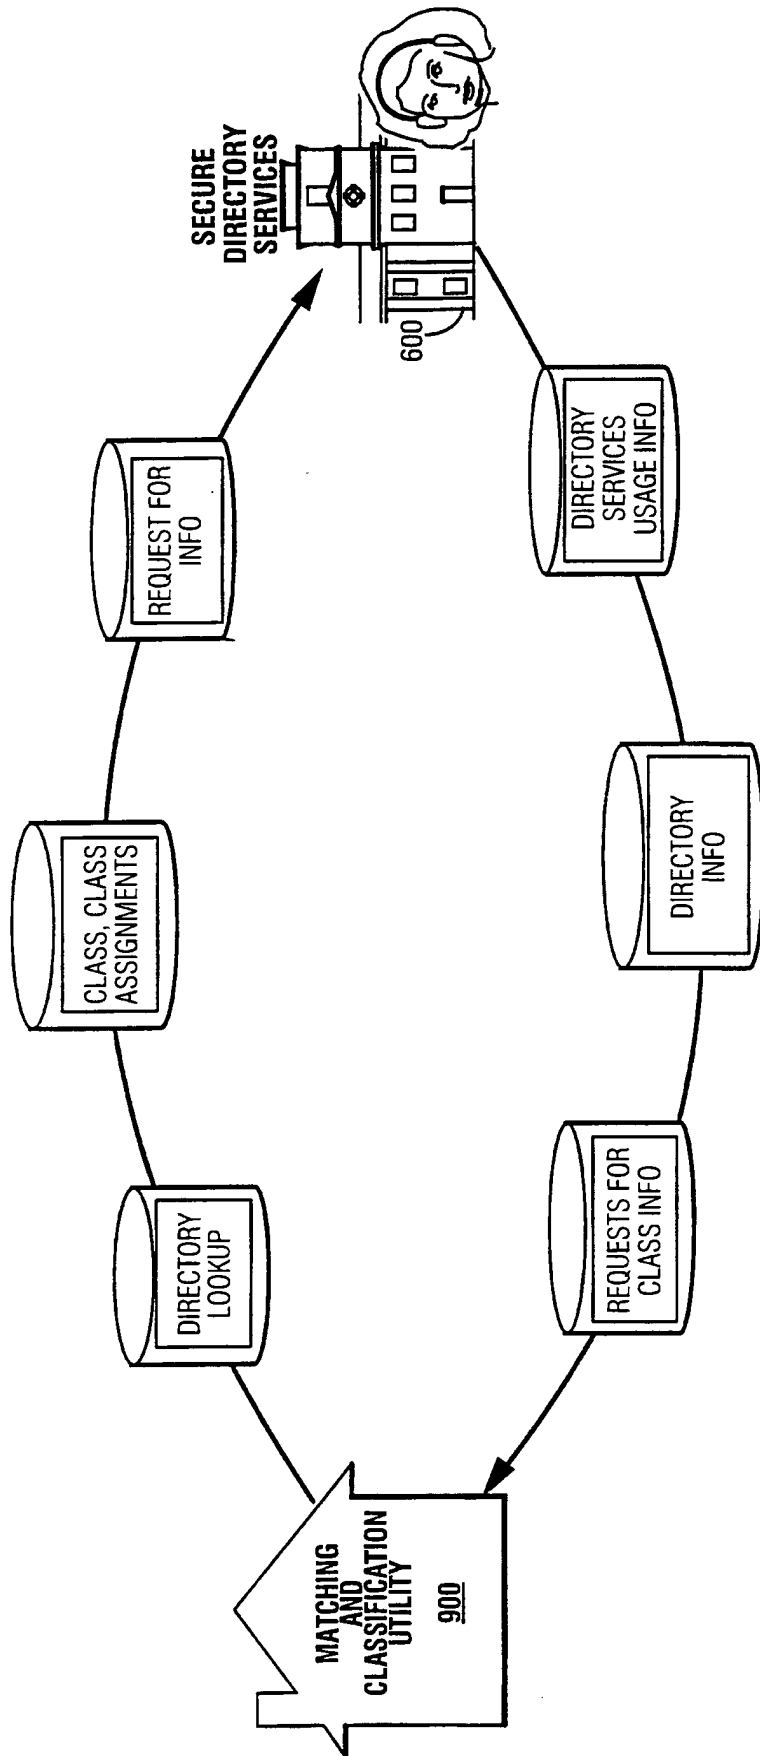 SECURE
DIRECTORY
SERVICES
600
REQUEST FOR
INFO
CLASS, CLASS
ASSIGNMENTS
DIRECTORY
LOOKUP
MATCHING
AND
CLASSIFICATION
UTILITY
900
DIRECTORY
SERVICES
USAGE INFO
DIRECTORY
INFO
REQUESTS FOR
CLASS INFO